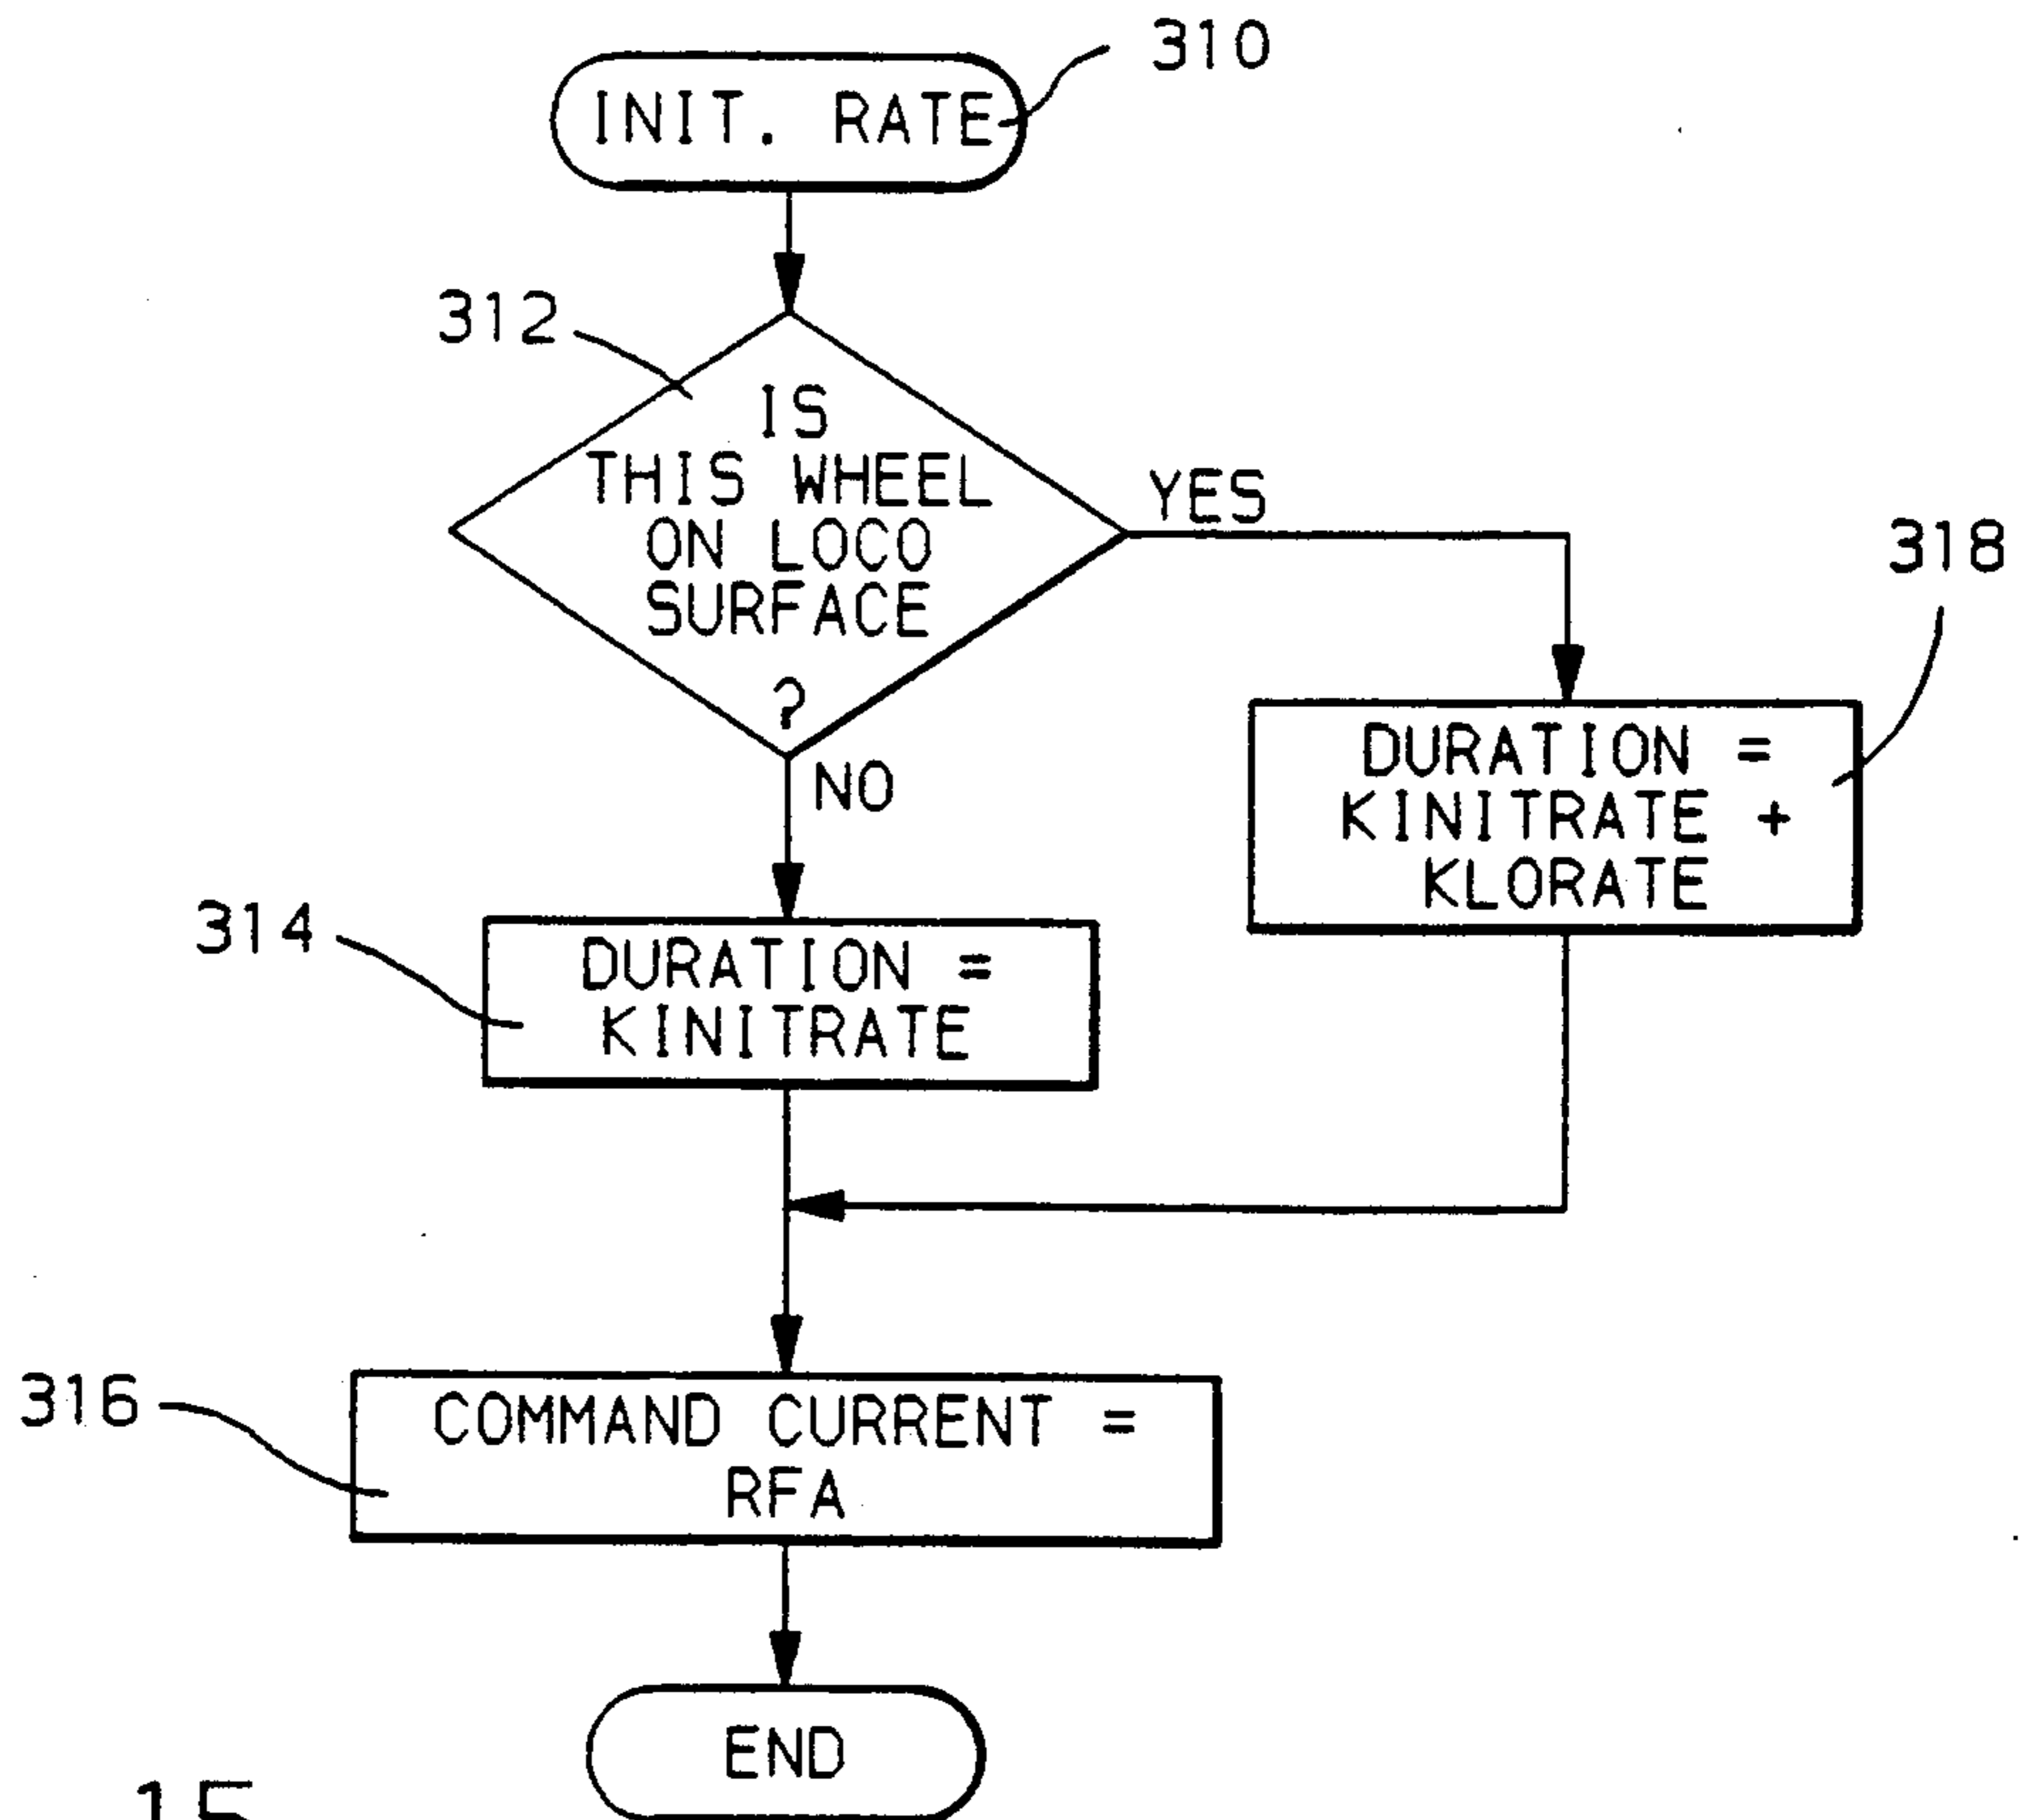 310
INIT. RATE
312
IS
THIS WHEEL
ON LOCO
SURFACE
?
YES
NO
318
DURATION =
KINITRATE +
KLORATE
314
DURATION =
KINITRATE
316
COMMAND CURRENT =
RFA
END
15